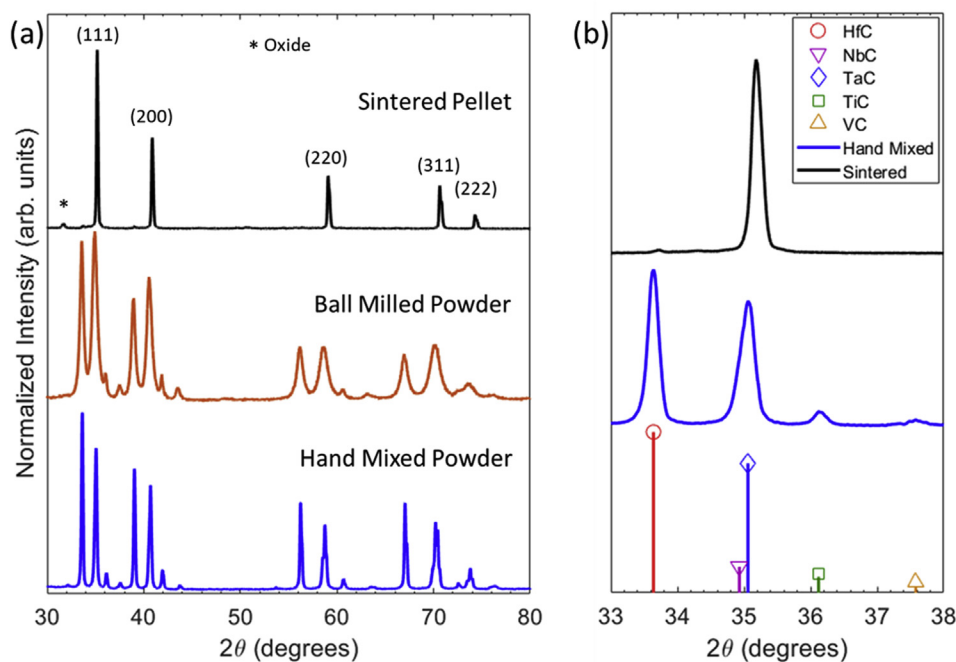 (a)
(111)
* Oxide
Sintered Pellet
(200)
(220)
(311)
(222)
*
Ball Milled Powder
Hand Mixed Powder
Normalized Intensity (arb. units)
30 40 50 60 70 80
2θ (degrees)
(b)
HfC
NbC
TaC
TiC
VC
Hand Mixed
Sintered
33 34 35 36 37 38
2θ (degrees)